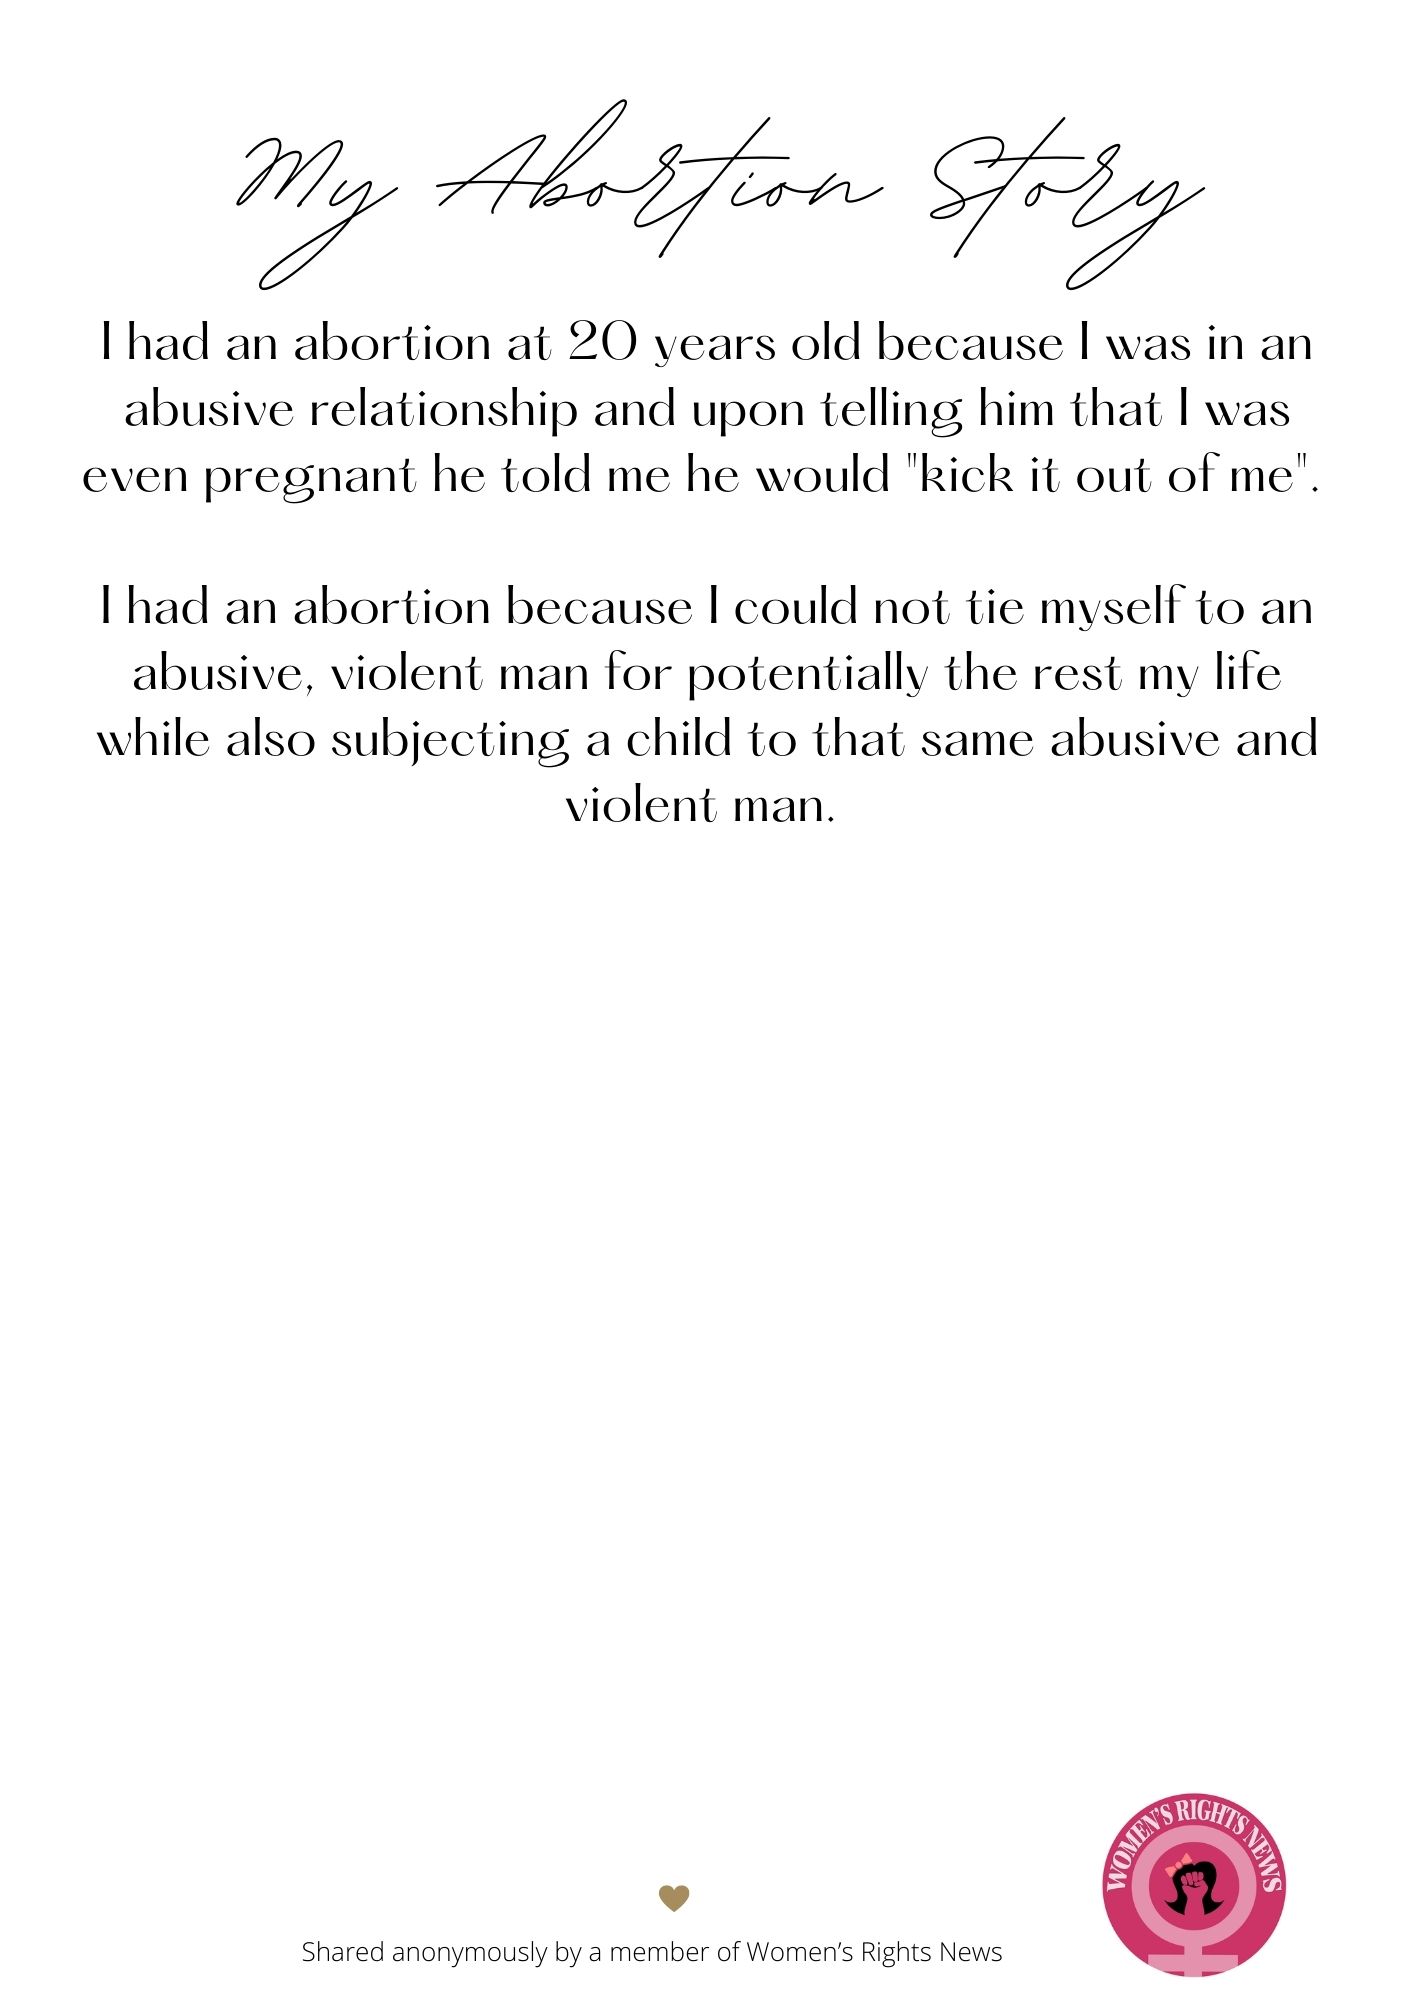 My Abortion Story
I had an abortion at 20 years old because I was in an
abusive relationship and upon telling him that I was
even pregnant he told me he would "kick it out of me".
I had an abortion because I could not tie myself to an
abusive, violent man for potentially the rest my life
while also subjecting a child to that same abusive and
violent man.
WOMEN'S RIGHTS NEWS
Shared anonymously by a member of Women’s Rights News